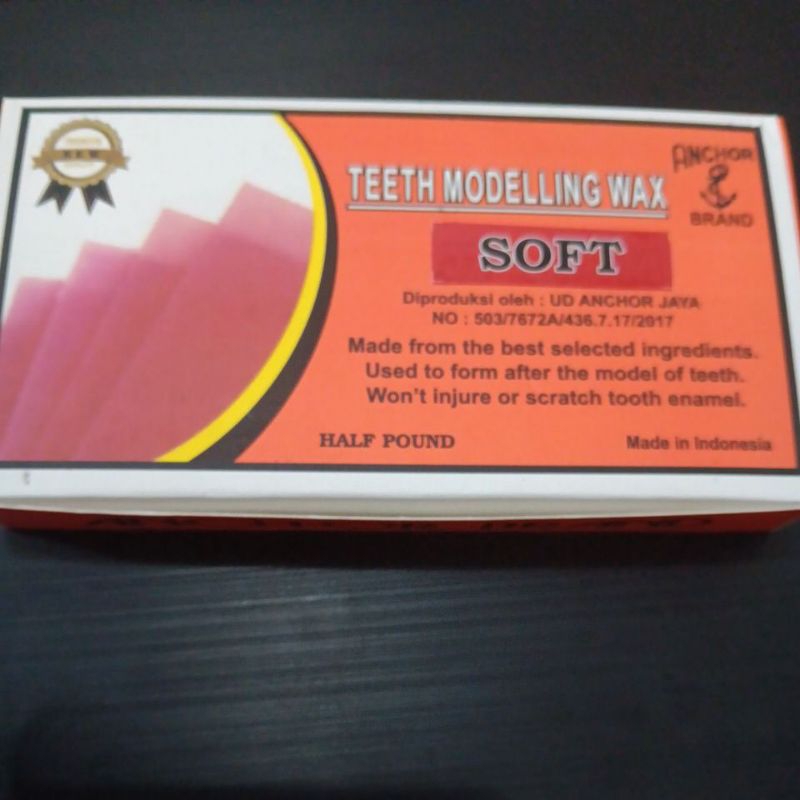 NEW
TEETH MODELLING WAX
ANCHOR
BRAND
SOFT
Diproduksi oleh : UD ANCHOR JAYA
NO : 503/7672A/436.7.17/2017
Made from the best selected ingredients.
Used to form after the model of teeth.
Won't injure or scratch tooth enamel.
HALF POUND
Made in Indonesia